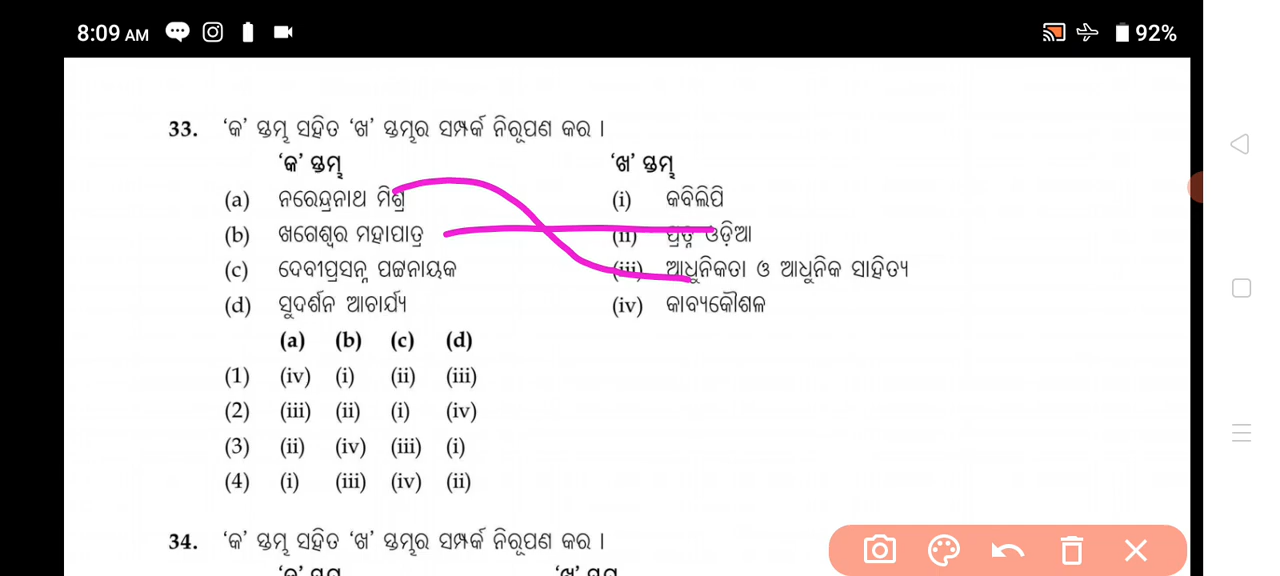 8:09 AM 92%
33. ‘କ’ ସ୍ତମ୍ଭ ସହିତ ‘ଖ’ ସ୍ତମ୍ଭର ସମ୍ପର୍କ ନିରୂପଣ କର ।
‘କ’ ସ୍ତମ୍ଭ ‘ଖ’ ସ୍ତମ୍ଭ
(a) ନରେନ୍ଦ୍ରନାଥ ମିଶ୍ର (i) କବିଲିପି
(b) ଖଗେଶ୍ୱର ମହାପାତ୍ର (ii) ପ୍ରତ୍ନ ଓଡ଼ିଆ
(c) ଦେବୀପ୍ରସନ୍ନ ପଟ୍ଟନାୟକ (iii) ଆଧୁନିକତା ଓ ଆଧୁନିକ ସାହିତ୍ୟ
(d) ସୁଦର୍ଶନ ଆଚାର୍ଯ୍ୟ (iv) କାବ୍ୟକୌଶଳ
(a) (b) (c) (d)
(1) (iv) (i) (ii) (iii)
(2) (iii) (ii) (i) (iv)
(3) (ii) (iv) (iii) (i)
(4) (i) (iii) (iv) (ii)
34. ‘କ’ ସ୍ତମ୍ଭ ସହିତ ‘ଖ’ ସ୍ତମ୍ଭର ସମ୍ପର୍କ ନିରୂପଣ କର ।